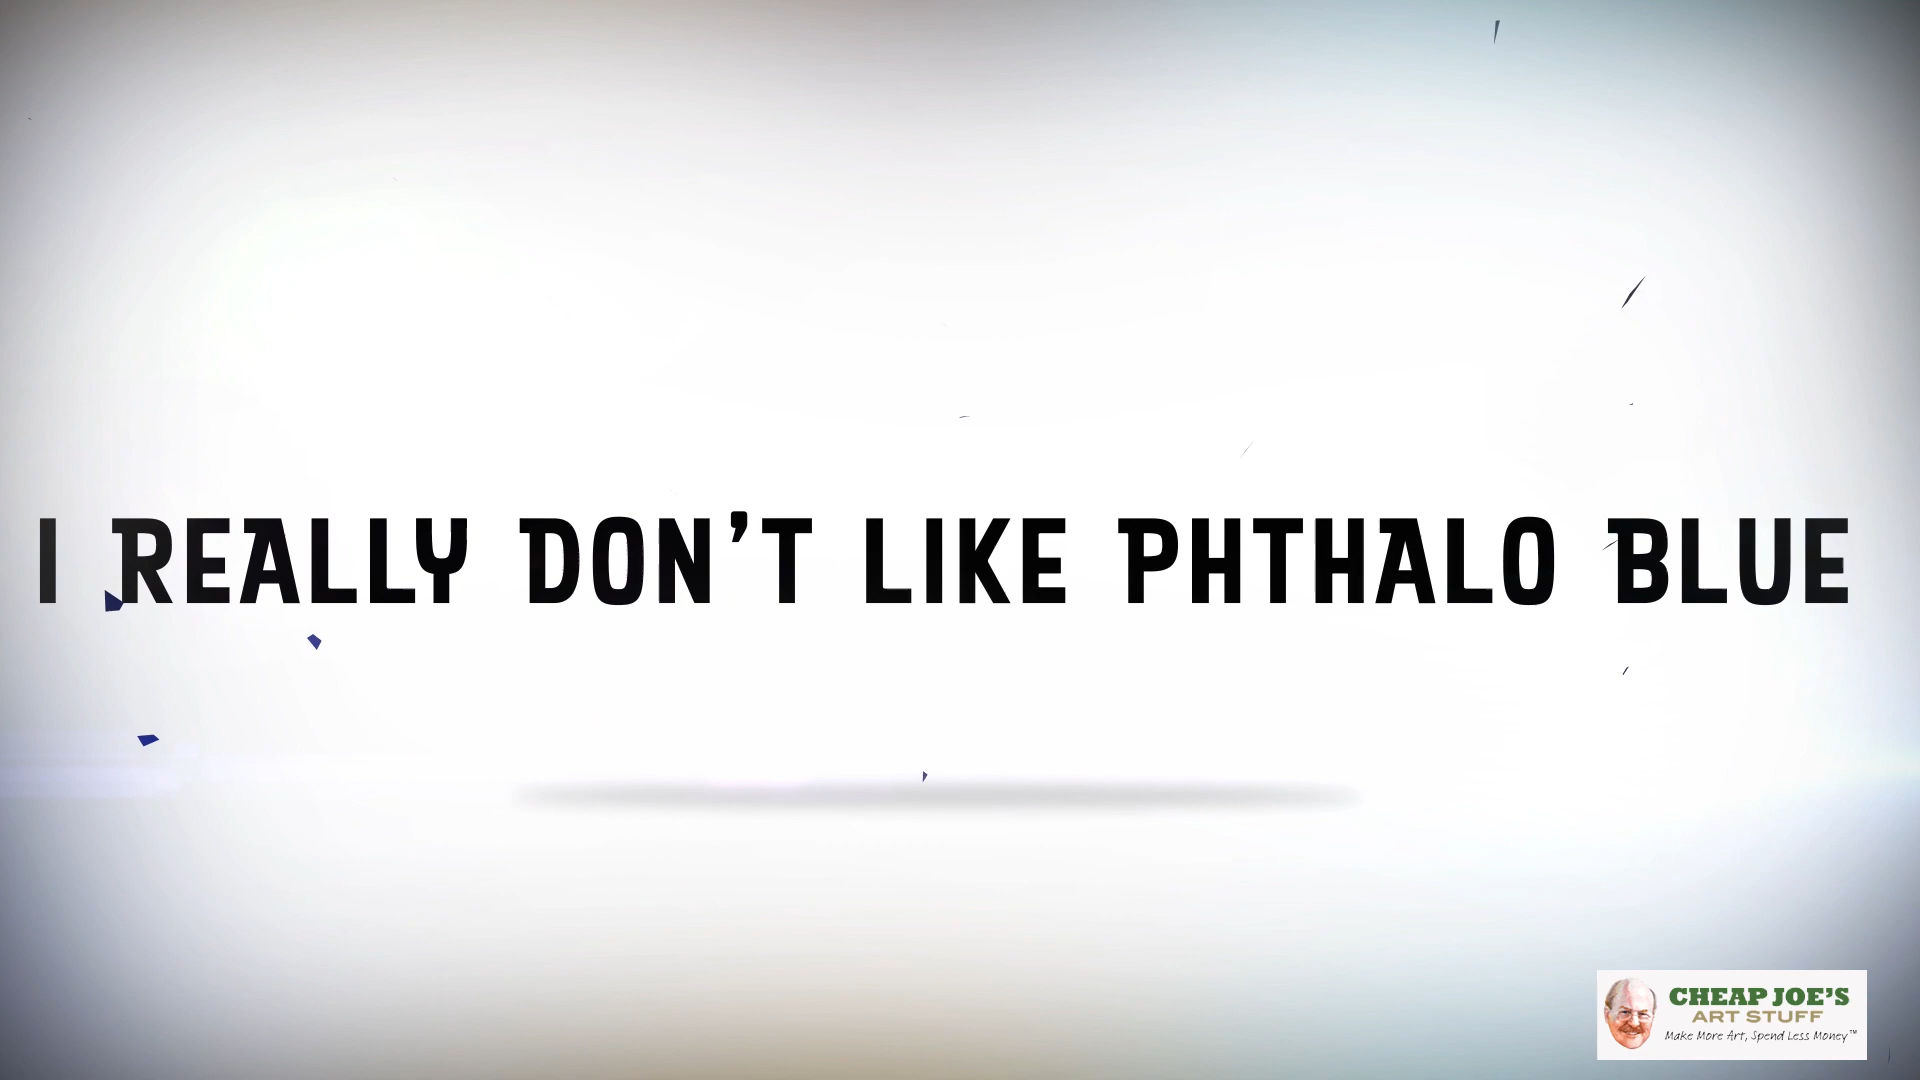 I REALLY DON'T LIKE PHTHALO BLUE
CHEAP JOE'S
ART STUFF
Make More Art, Spend Less Money™